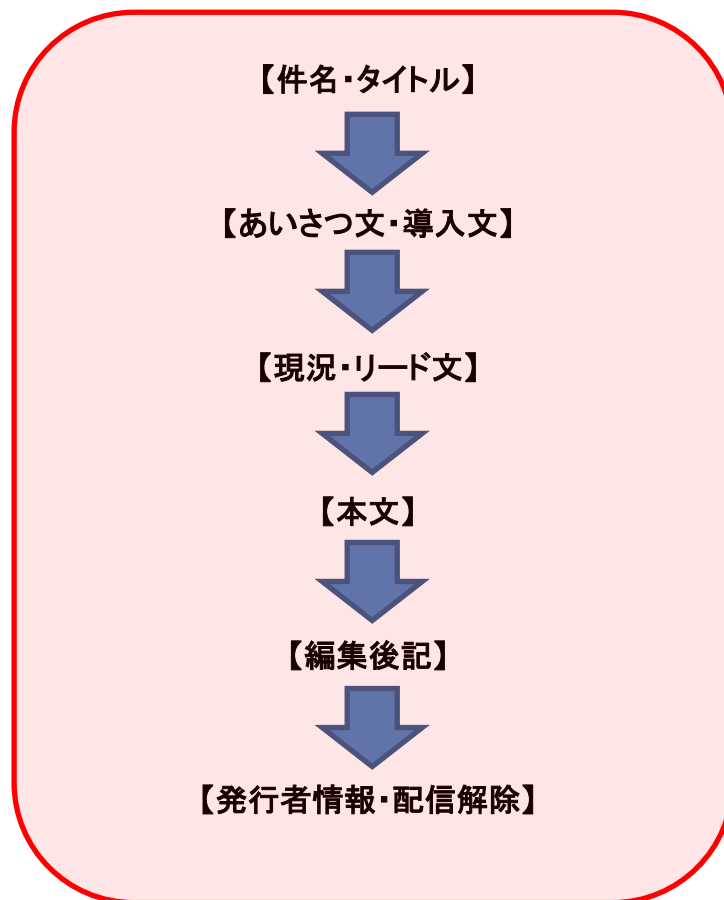 【件名・タイトル】
【あいさつ文・導入文】
【現況・リード文】
【本文】
【編集後記】
【発行者情報・配信解除】